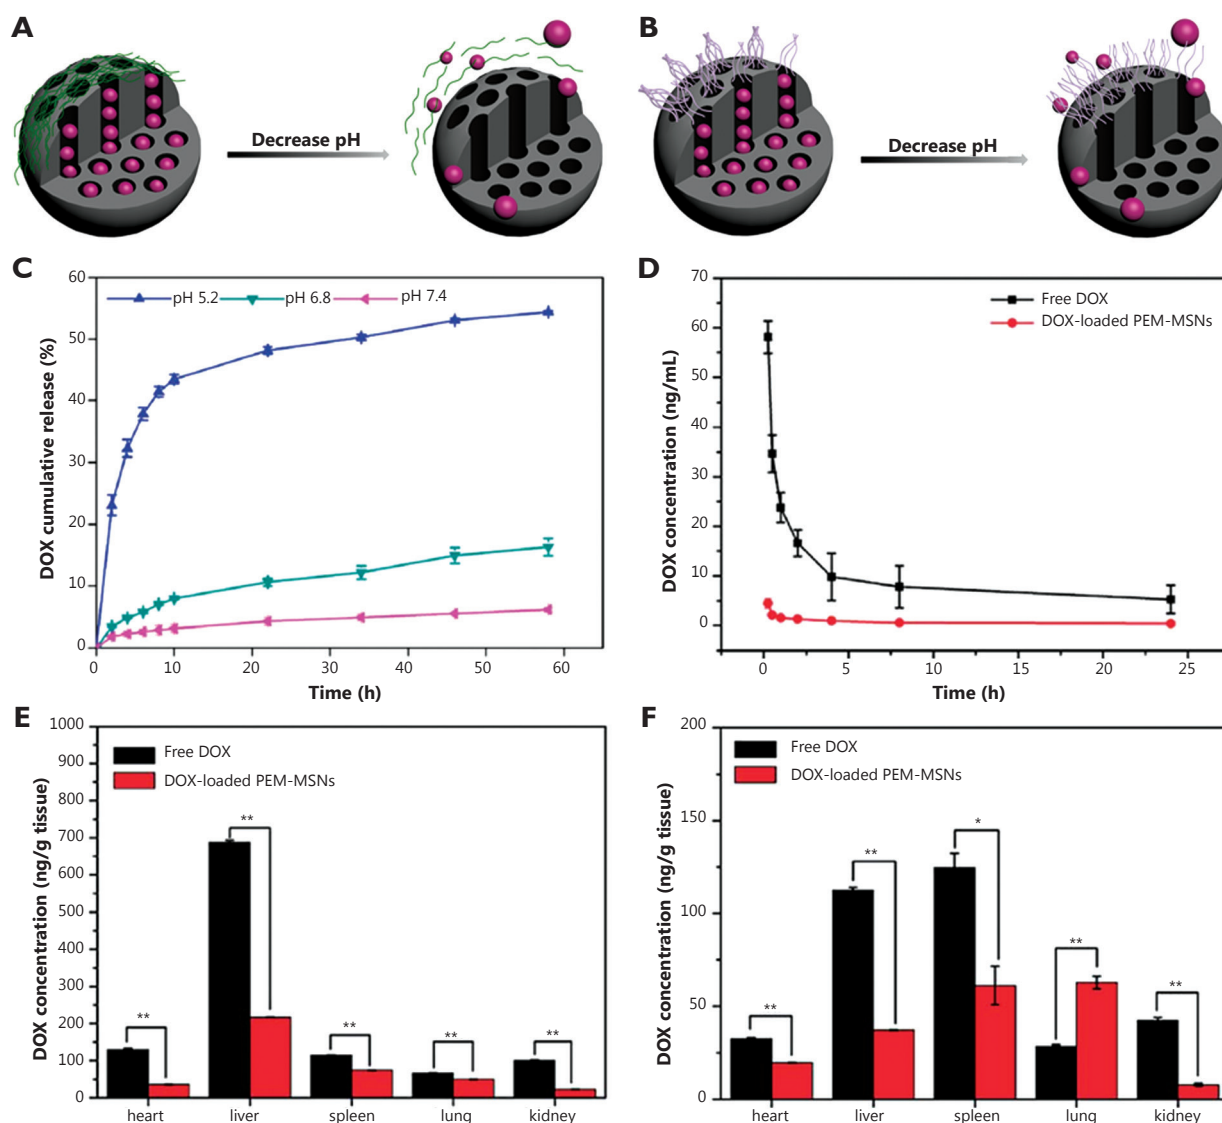 A
B
Decrease pH
Decrease pH
C
D
60
50
40
30
20
10
0
DOX cumulative release (%)
pH 5.2
pH 6.8
pH 7.4
0
10
20
30
40
50
60
Time (h)
70
60
50
40
30
20
10
0
DOX concentration (ng/mL)
Free DOX
DOX-loaded PEM-MSNs
0
5
10
15
20
25
Time (h)
E
F
1000
900
800
700
600
500
400
300
200
100
0
DOX concentration (ng/g tissue)
Free DOX
DOX-loaded PEM-MSNs
**
**
**
**
**
heart
liver
spleen
lung
kidney
200
150
100
50
0
DOX concentration (ng/g tissue)
Free DOX
DOX-loaded PEM-MSNs
**
**
*
**
**
heart
liver
spleen
lung
kidney